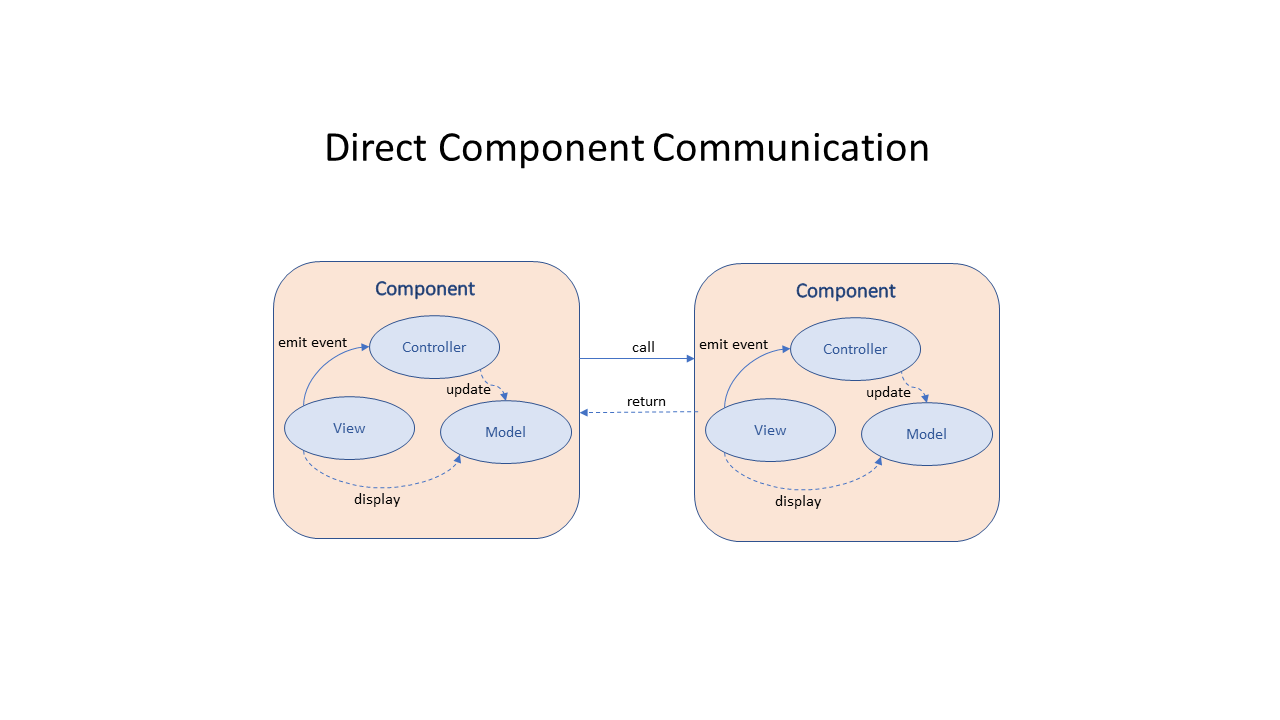 Direct Component Communication
Component
emit event
Controller
update
View
Model
display
call
return
Component
emit event
Controller
update
View
Model
display